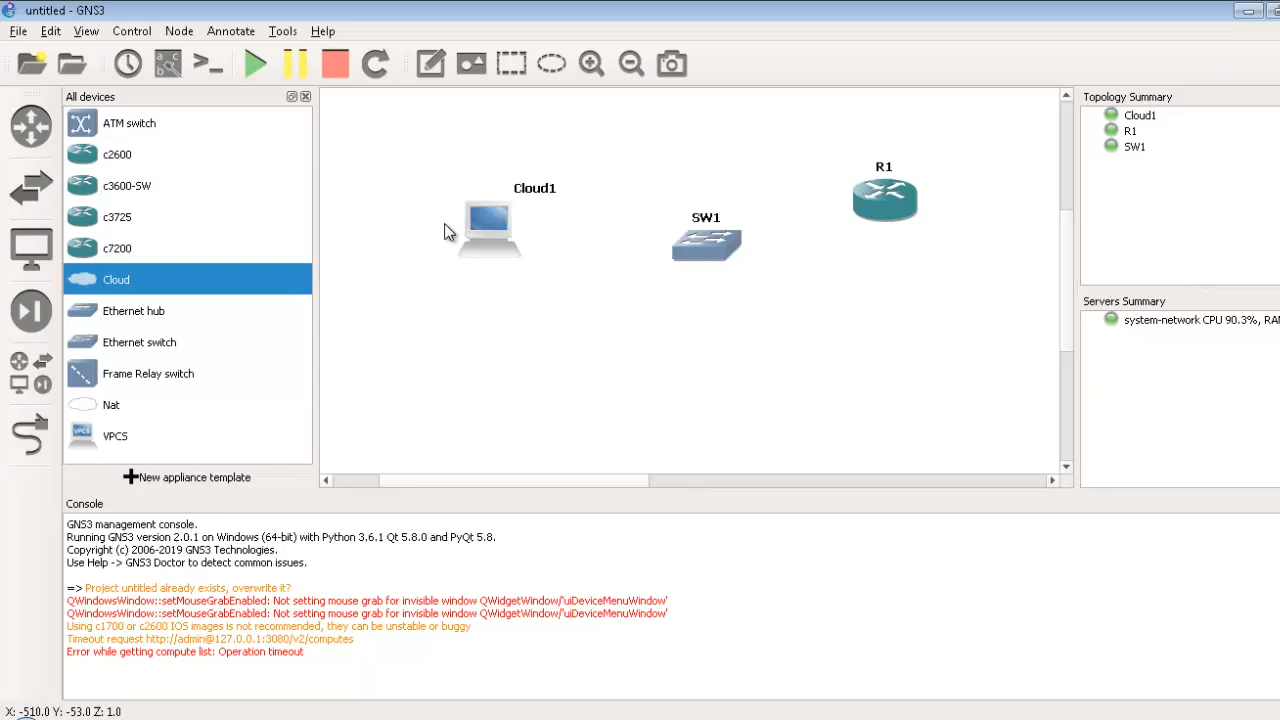 untitled - GNS3
File Edit View Control Node Annotate Tools Help
All devices
ATM switch
c2600
c3600-SW
c3725
c7200
Cloud
Ethernet hub
Ethernet switch
Frame Relay switch
Nat
VPCS
New appliance template
Cloud1
SW1
R1
Topology Summary
Cloud1
R1
SW1
Servers Summary
system-network CPU 90.3%, RA
Console
GNS3 management console.
Running GNS3 version 2.0.1 on Windows (64-bit) with Python 3.6.1 Qt 5.8.0 and PyQt 5.8.
Copyright (c) 2006-2019 GNS3 Technologies.
Use Help -> GNS3 Doctor to detect common issues.
=> Project untitled already exists, overwrite it?
QWindowsWindow::setMouseGrabEnabled: Not setting mouse grab for invisible window QWidgetWindow/'uiDeviceMenuWindow'
QWindowsWindow::setMouseGrabEnabled: Not setting mouse grab for invisible window QWidgetWindow/'uiDeviceMenuWindow'
Using c1700 or c2600 IOS images is not recommended, they can be unstable or buggy
Timeout request http://admin@127.0.0.1:3080/v2/computes
Error while getting compute list: Operation timeout
X: -510.0 Y: -53.0 Z: 1.0